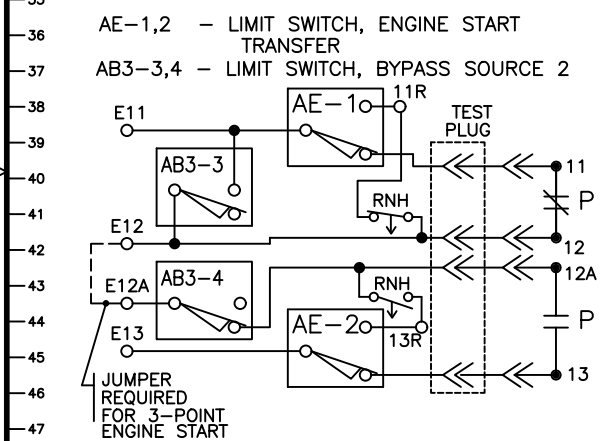 35
AE-1,2 - LIMIT SWITCH, ENGINE START
36
TRANSFER
37
AB3-3,4 - LIMIT SWITCH, BYPASS SOURCE 2
38
E11
AE-1
11R
TEST
PLUG
39
AB3-3
11
40
RNH
P
41
E12
12
42
AB3-4
12A
43
E12A
RNH
44
E13
AE-2
13R
P
45
13
JUMPER
REQUIRED
46
FOR 3-POINT
ENGINE START
47